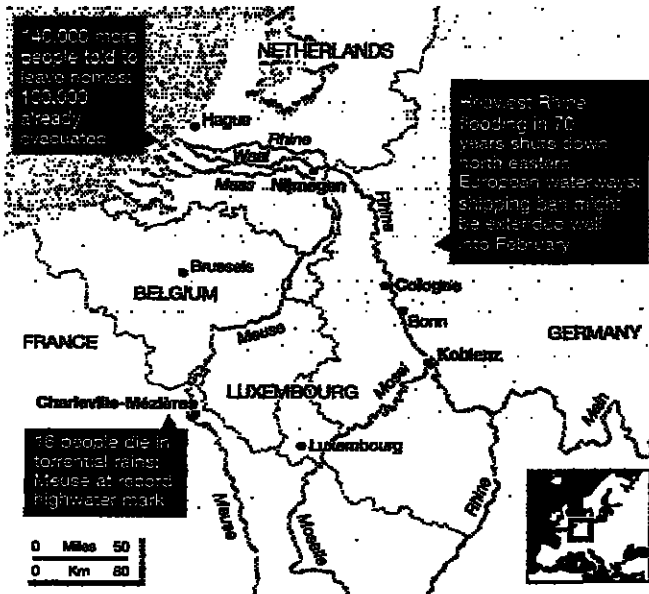 140,000 more
people told to
leave homes;
100,000
already
evacuated
NETHERLANDS
Hague
Rhine
Waal
Maas
Nijmegen
Heaviest Rhine
flooding in 70
years shuts down
north eastern
European waterways;
shipping ban might
be extended well
into February
Rhine
Brussels
BELGIUM
Cologne
Bonn
Meuse
FRANCE
GERMANY
Koblenz
Mosel
LUXEMBOURG
Charleville-Mézières
Main
Luxembourg
16 people die in
torrential rains;
Meuse at record
highwater mark
Meuse
Moselle
Rhine
0 Miles 50
0 Km 80